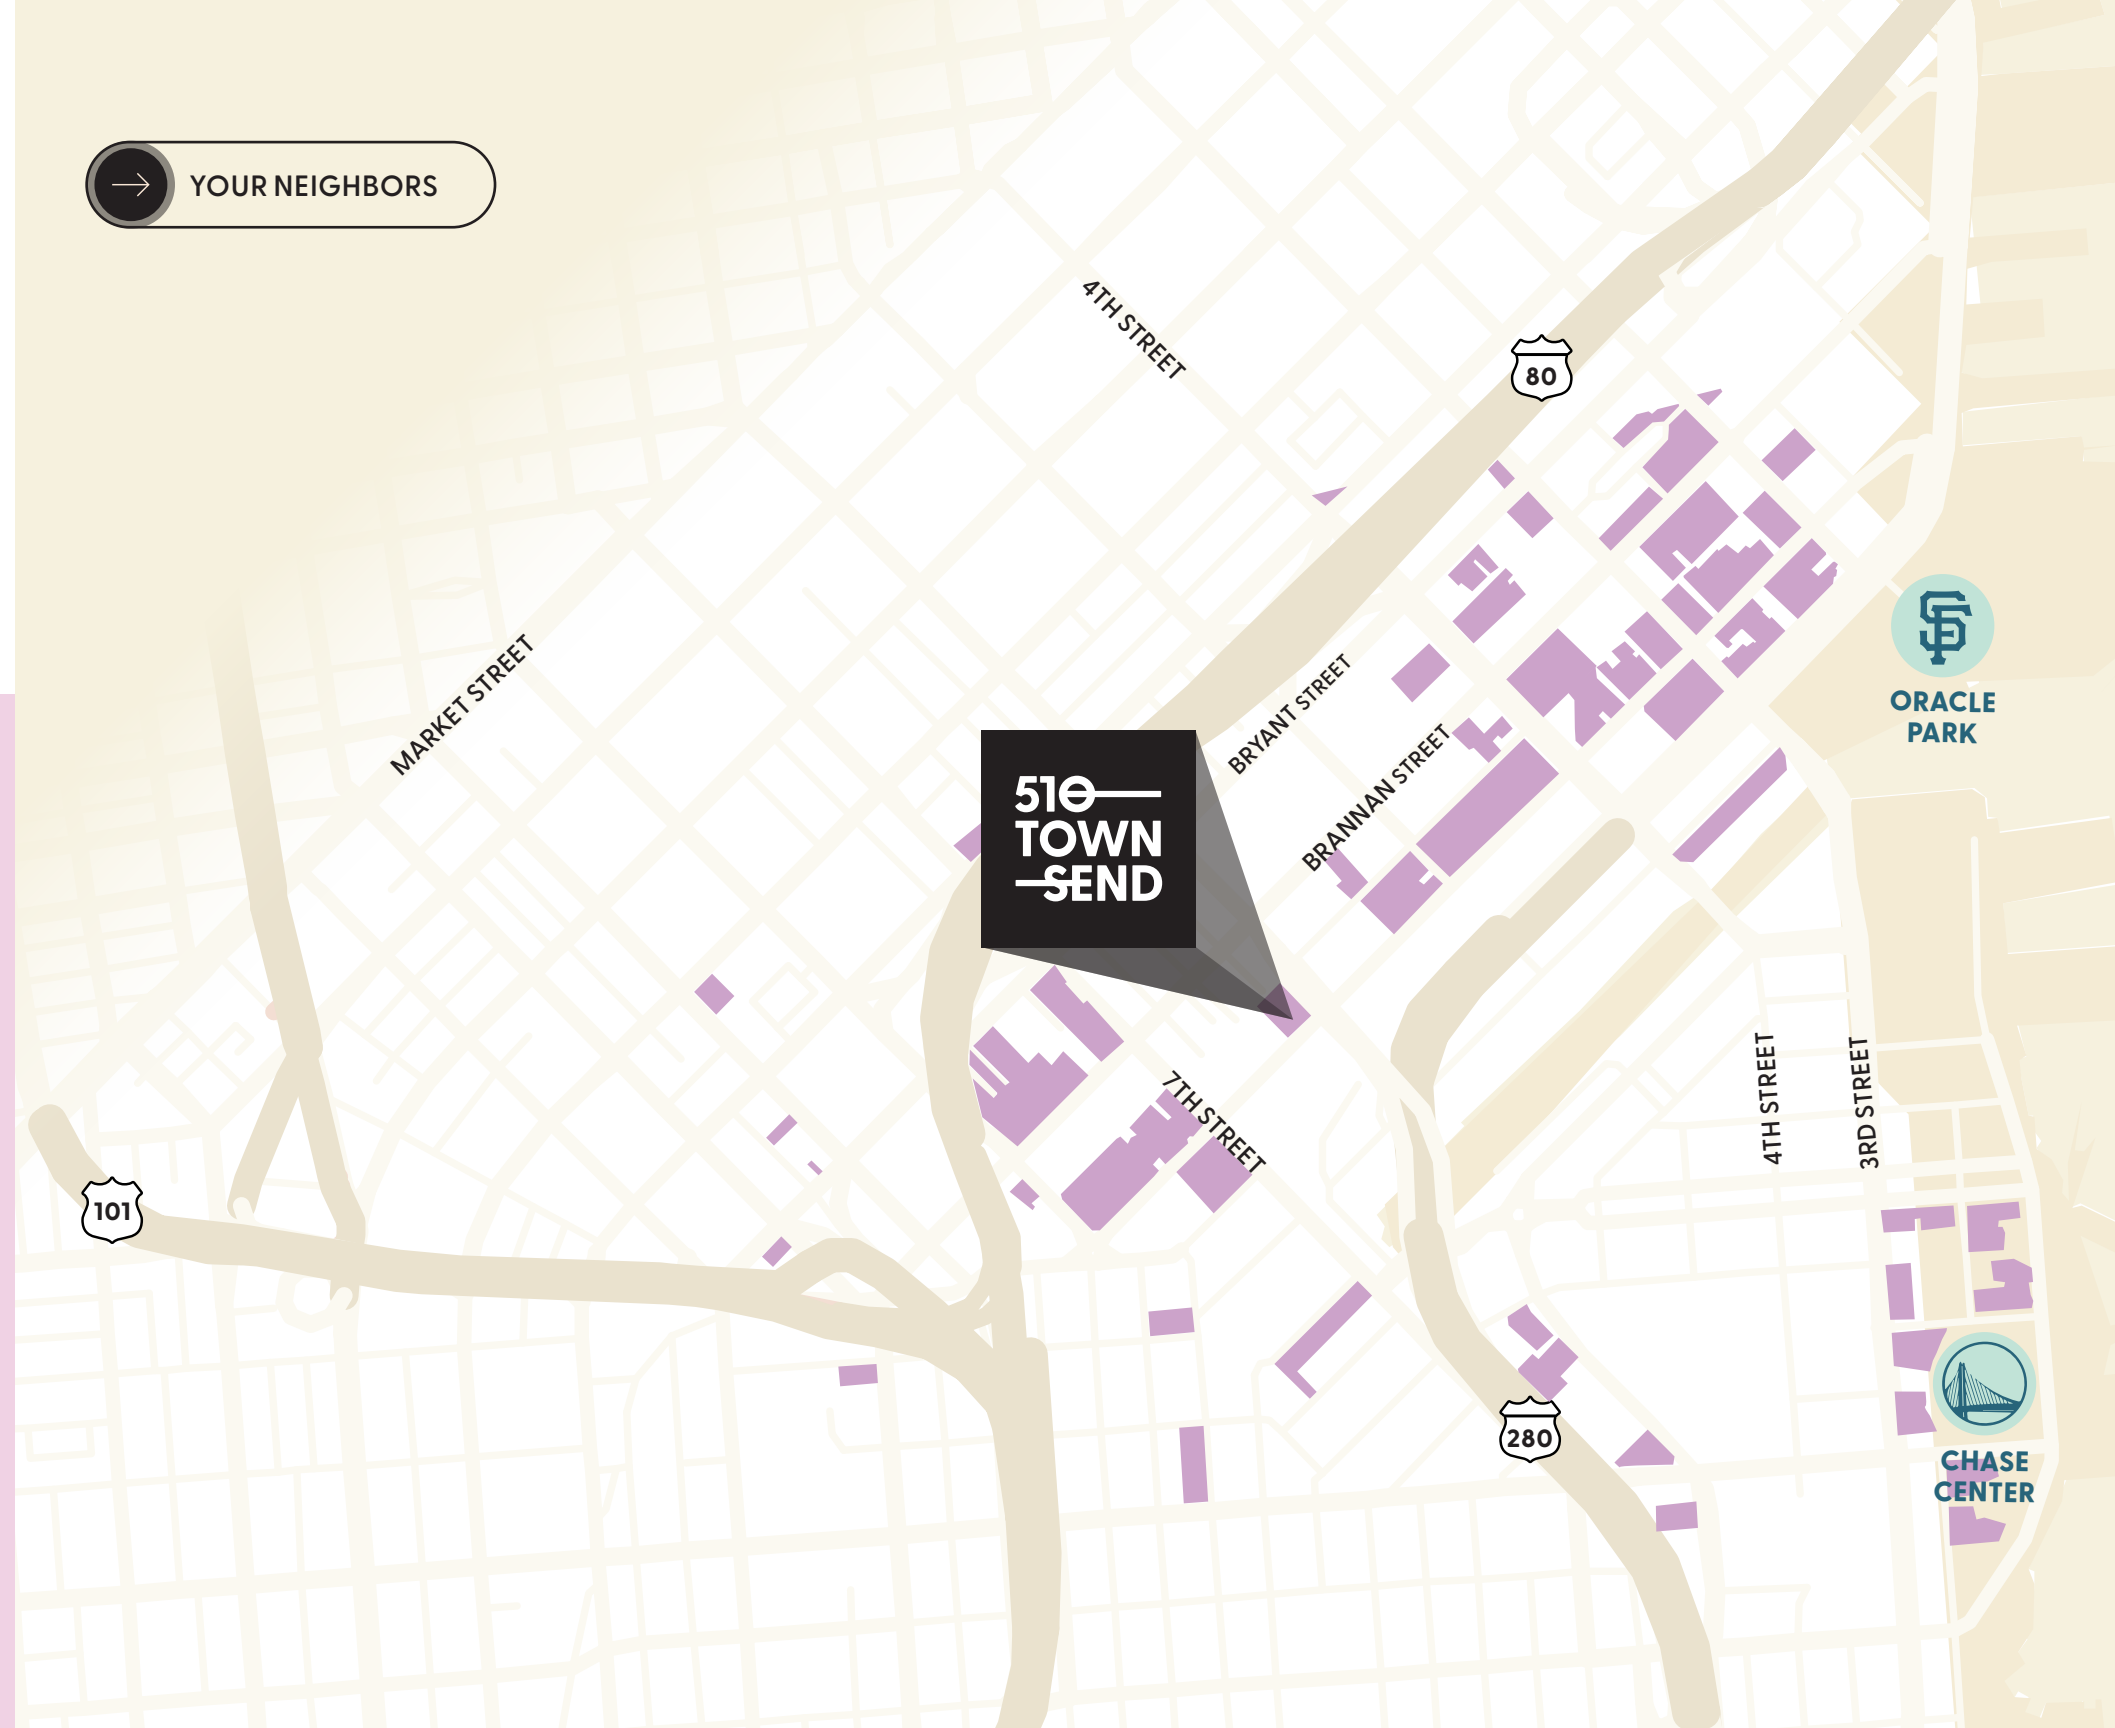 YOUR NEIGHBORS
4TH STREET
80
MARKET STREET
BRYANT STREET
BRANNAN STREET
510
TOWN
SEND
SF
ORACLE
PARK
7TH STREET
4TH STREET
3RD STREET
101
280
CHASE
CENTER